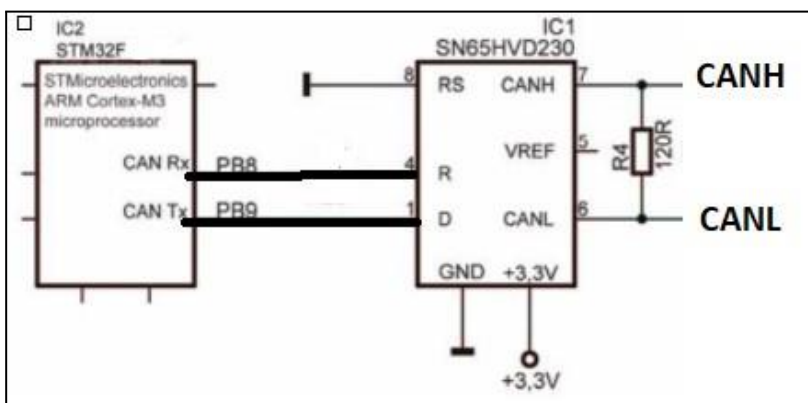 IC2
STM32F
STMicroelectronics
ARM Cortex-M3
microprocessor
CAN Rx PB8
CAN Tx PB9
IC1
SN65HVD230
8 RS CANH 7 CANH
VREF 5
4 R
R4 120R
1 D CANL 6 CANL
GND +3,3V
+3,3V